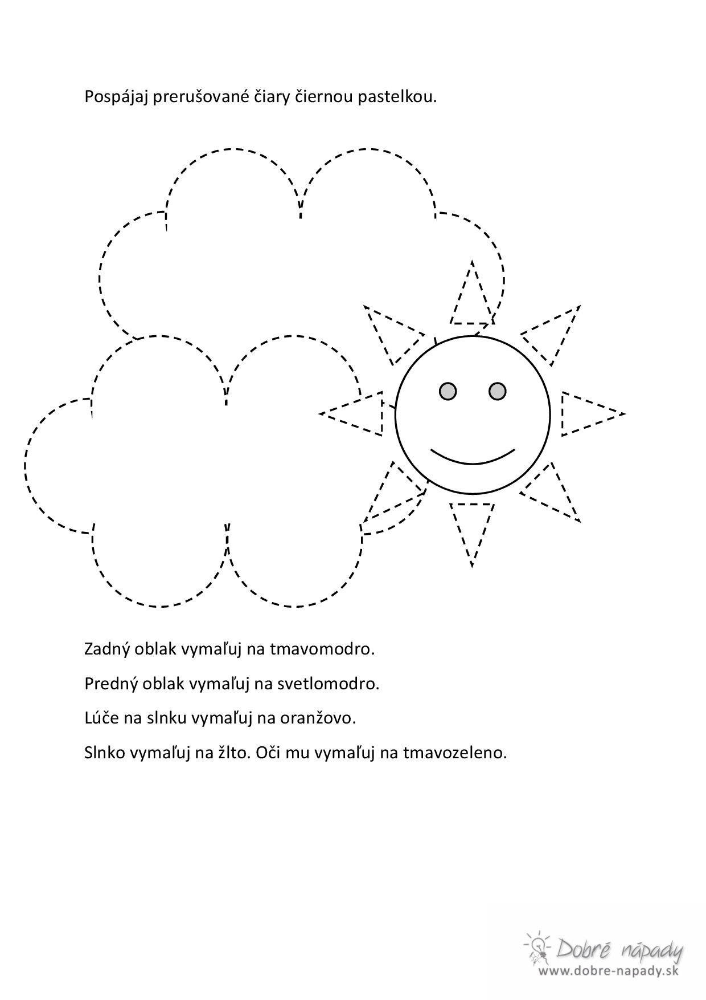 Pospájaj prerušované čiary čiernou pastelkou.
Zadný oblak vymaľuj na tmavomodro.
Predný oblak vymaľuj na svetlomodro.
Lúče na slnku vymaľuj na oranžovo.
Slnko vymaľuj na žlto. Oči mu vymaľuj na tmavozeleno.
Dobré nápady
www.dobre-napady.sk